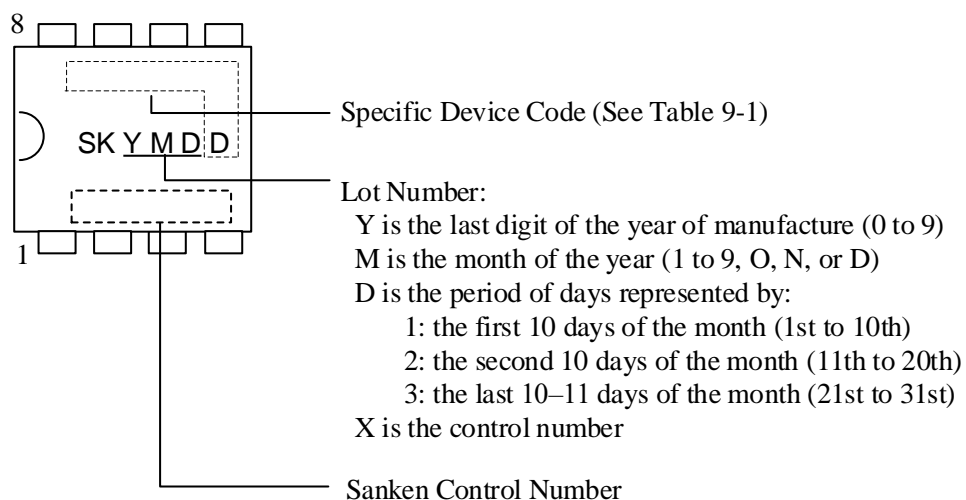 8
Specific Device Code (See Table 9-1)
SK Y M D D
Lot Number:
Y is the last digit of the year of manufacture (0 to 9)
1
M is the month of the year (1 to 9, O, N, or D)
D is the period of days represented by:
1: the first 10 days of the month (1st to 10th)
2: the second 10 days of the month (11th to 20th)
3: the last 10–11 days of the month (21st to 31st)
X is the control number
Sanken Control Number